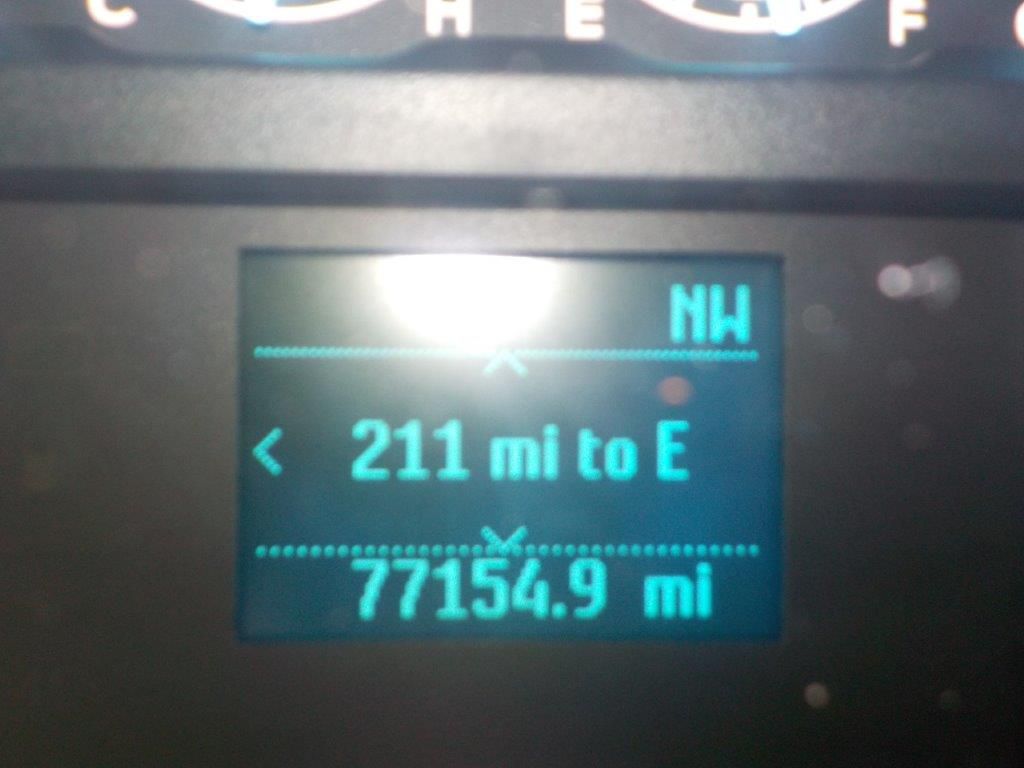 C H E F
NW
< 211 mi to E
77154.9 mi